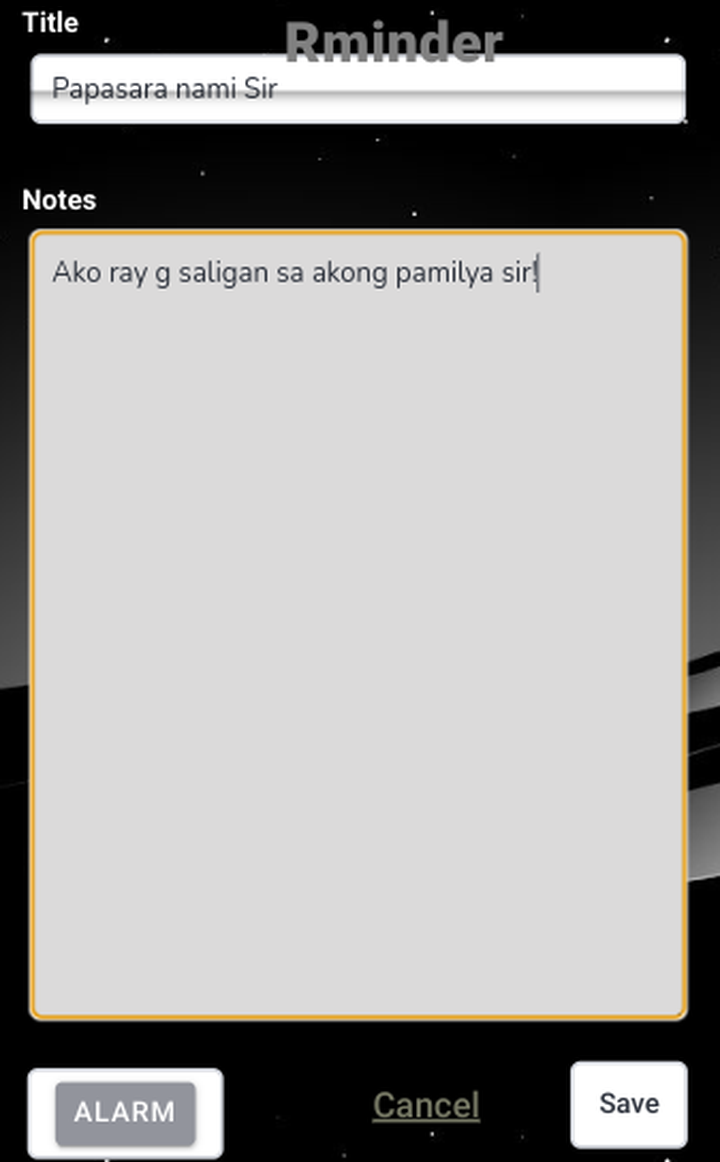 Title
Rminder
Papasara nami Sir
Notes
Ako ray g saligan sa akong pamilya sir!
ALARM
Cancel
Save